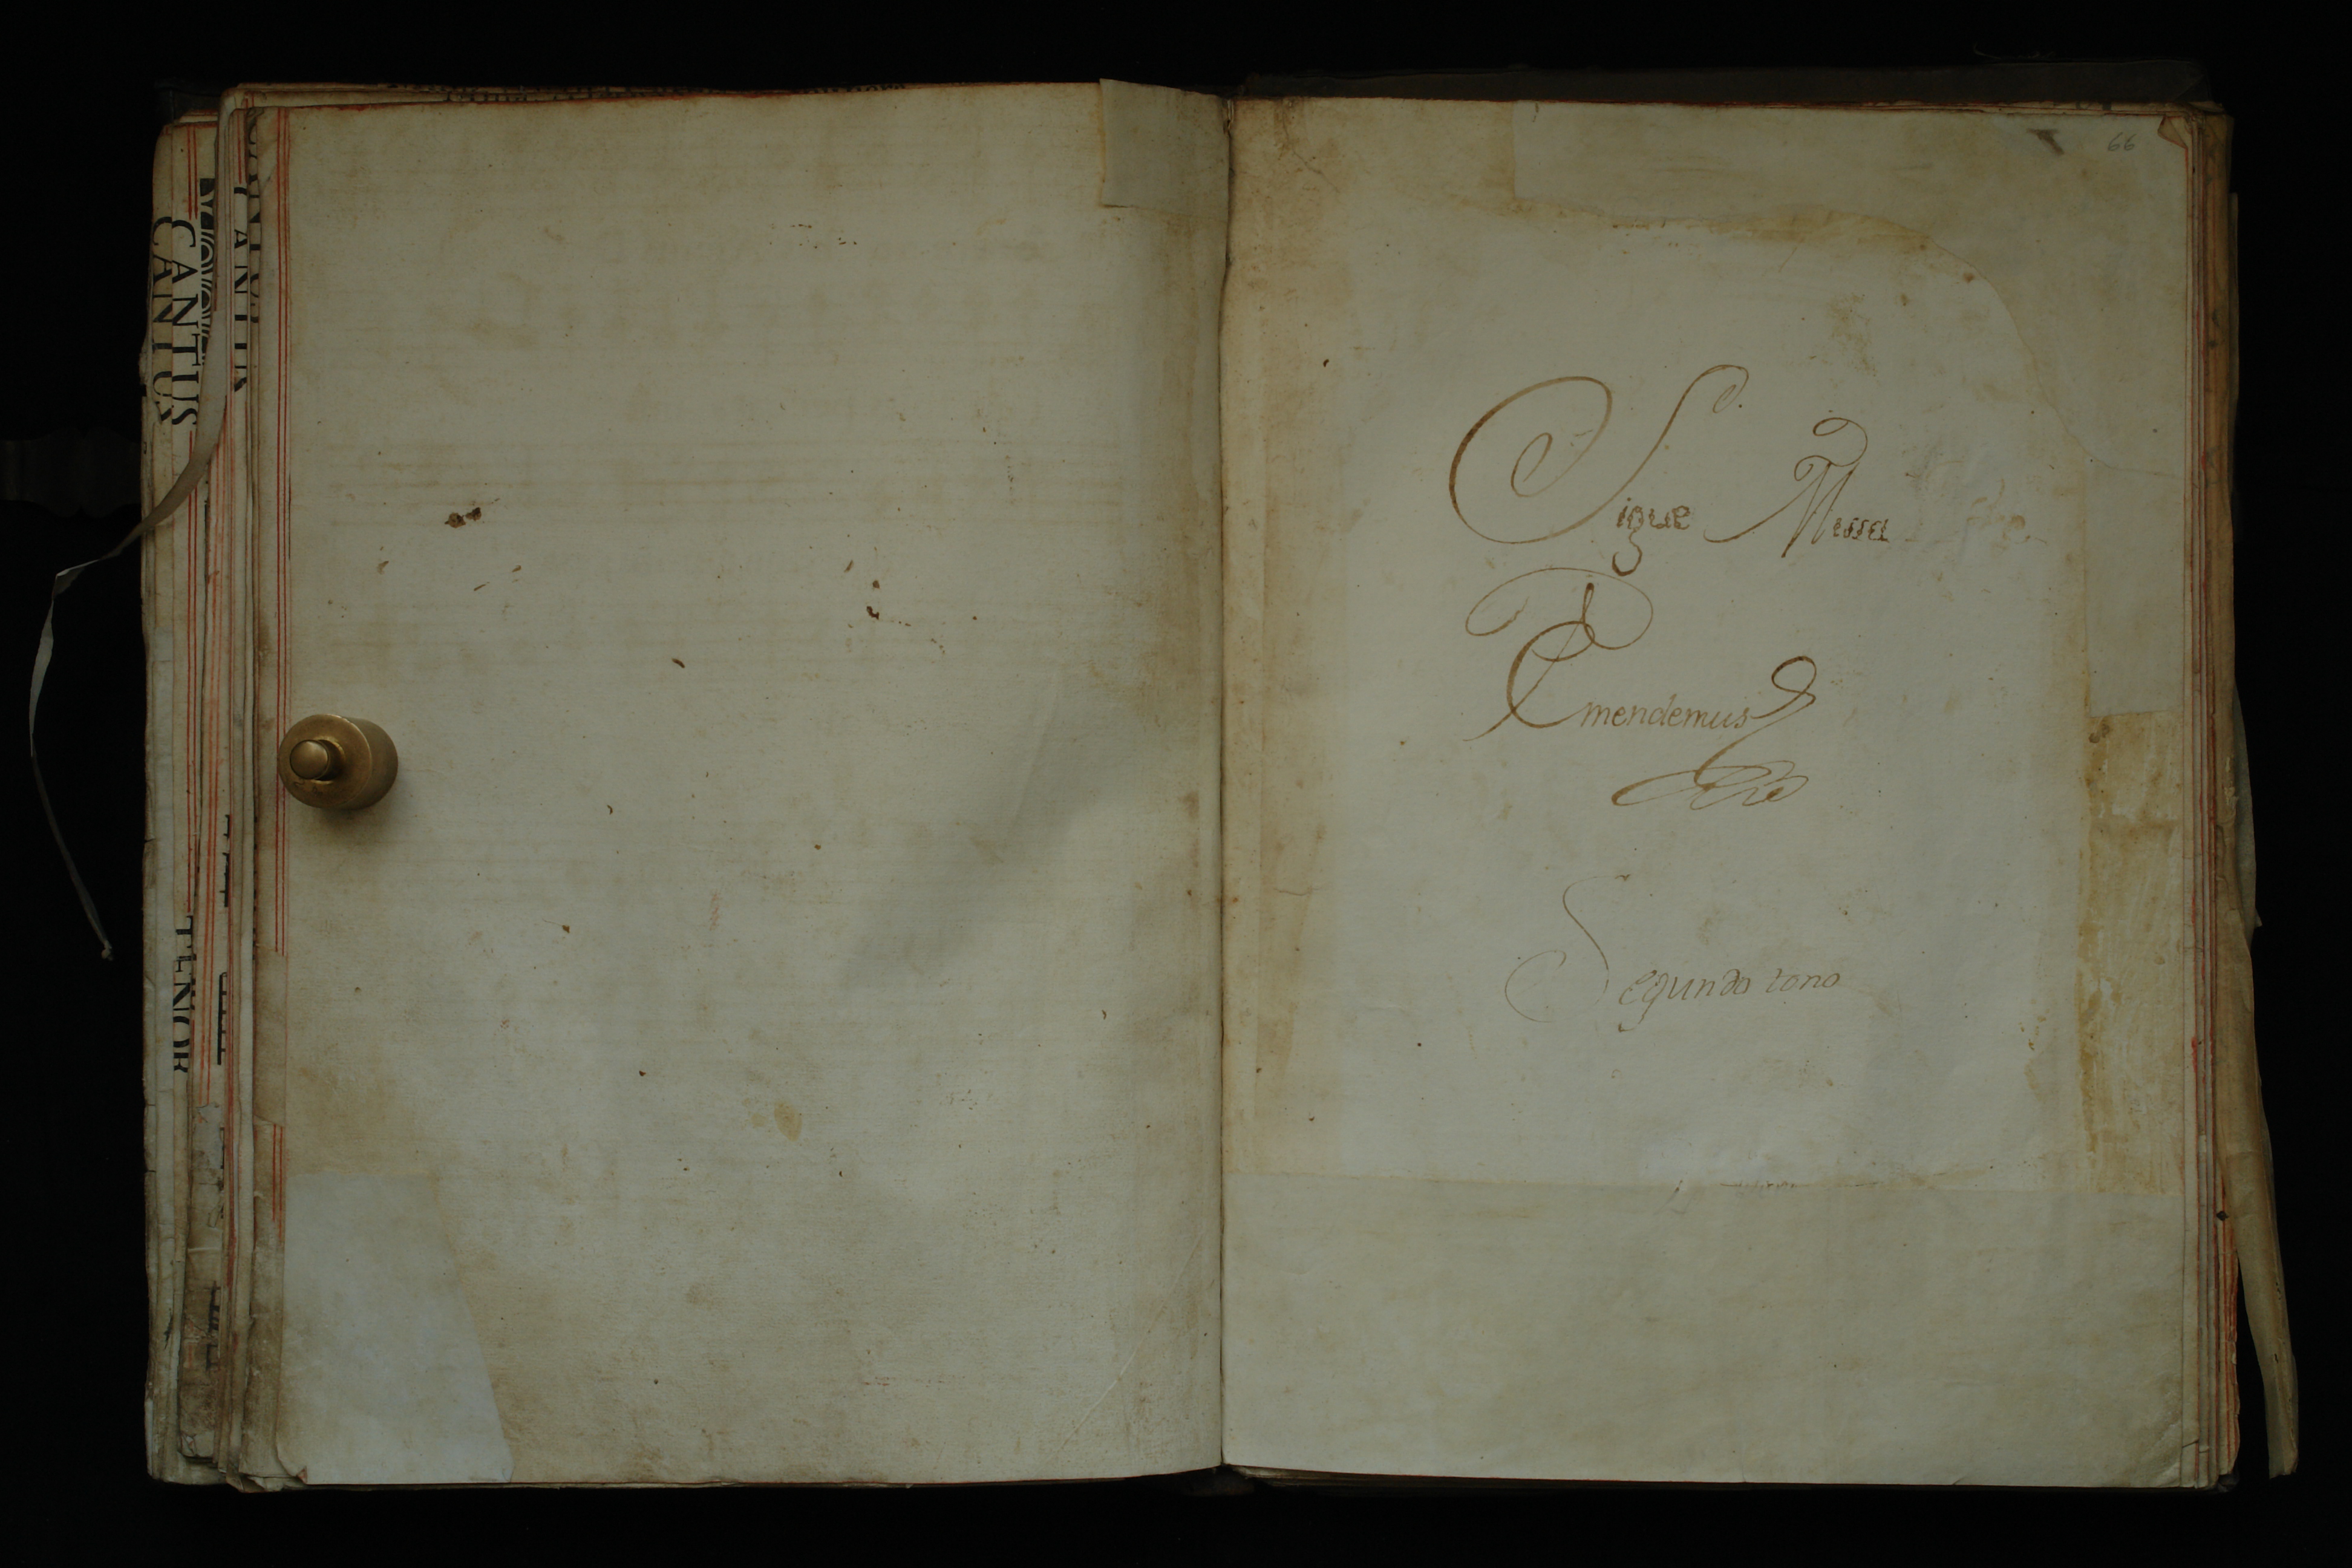 CANTUS
CANTUS
TENOR
66
Sigue Missa
Emendemus
Segundo tono